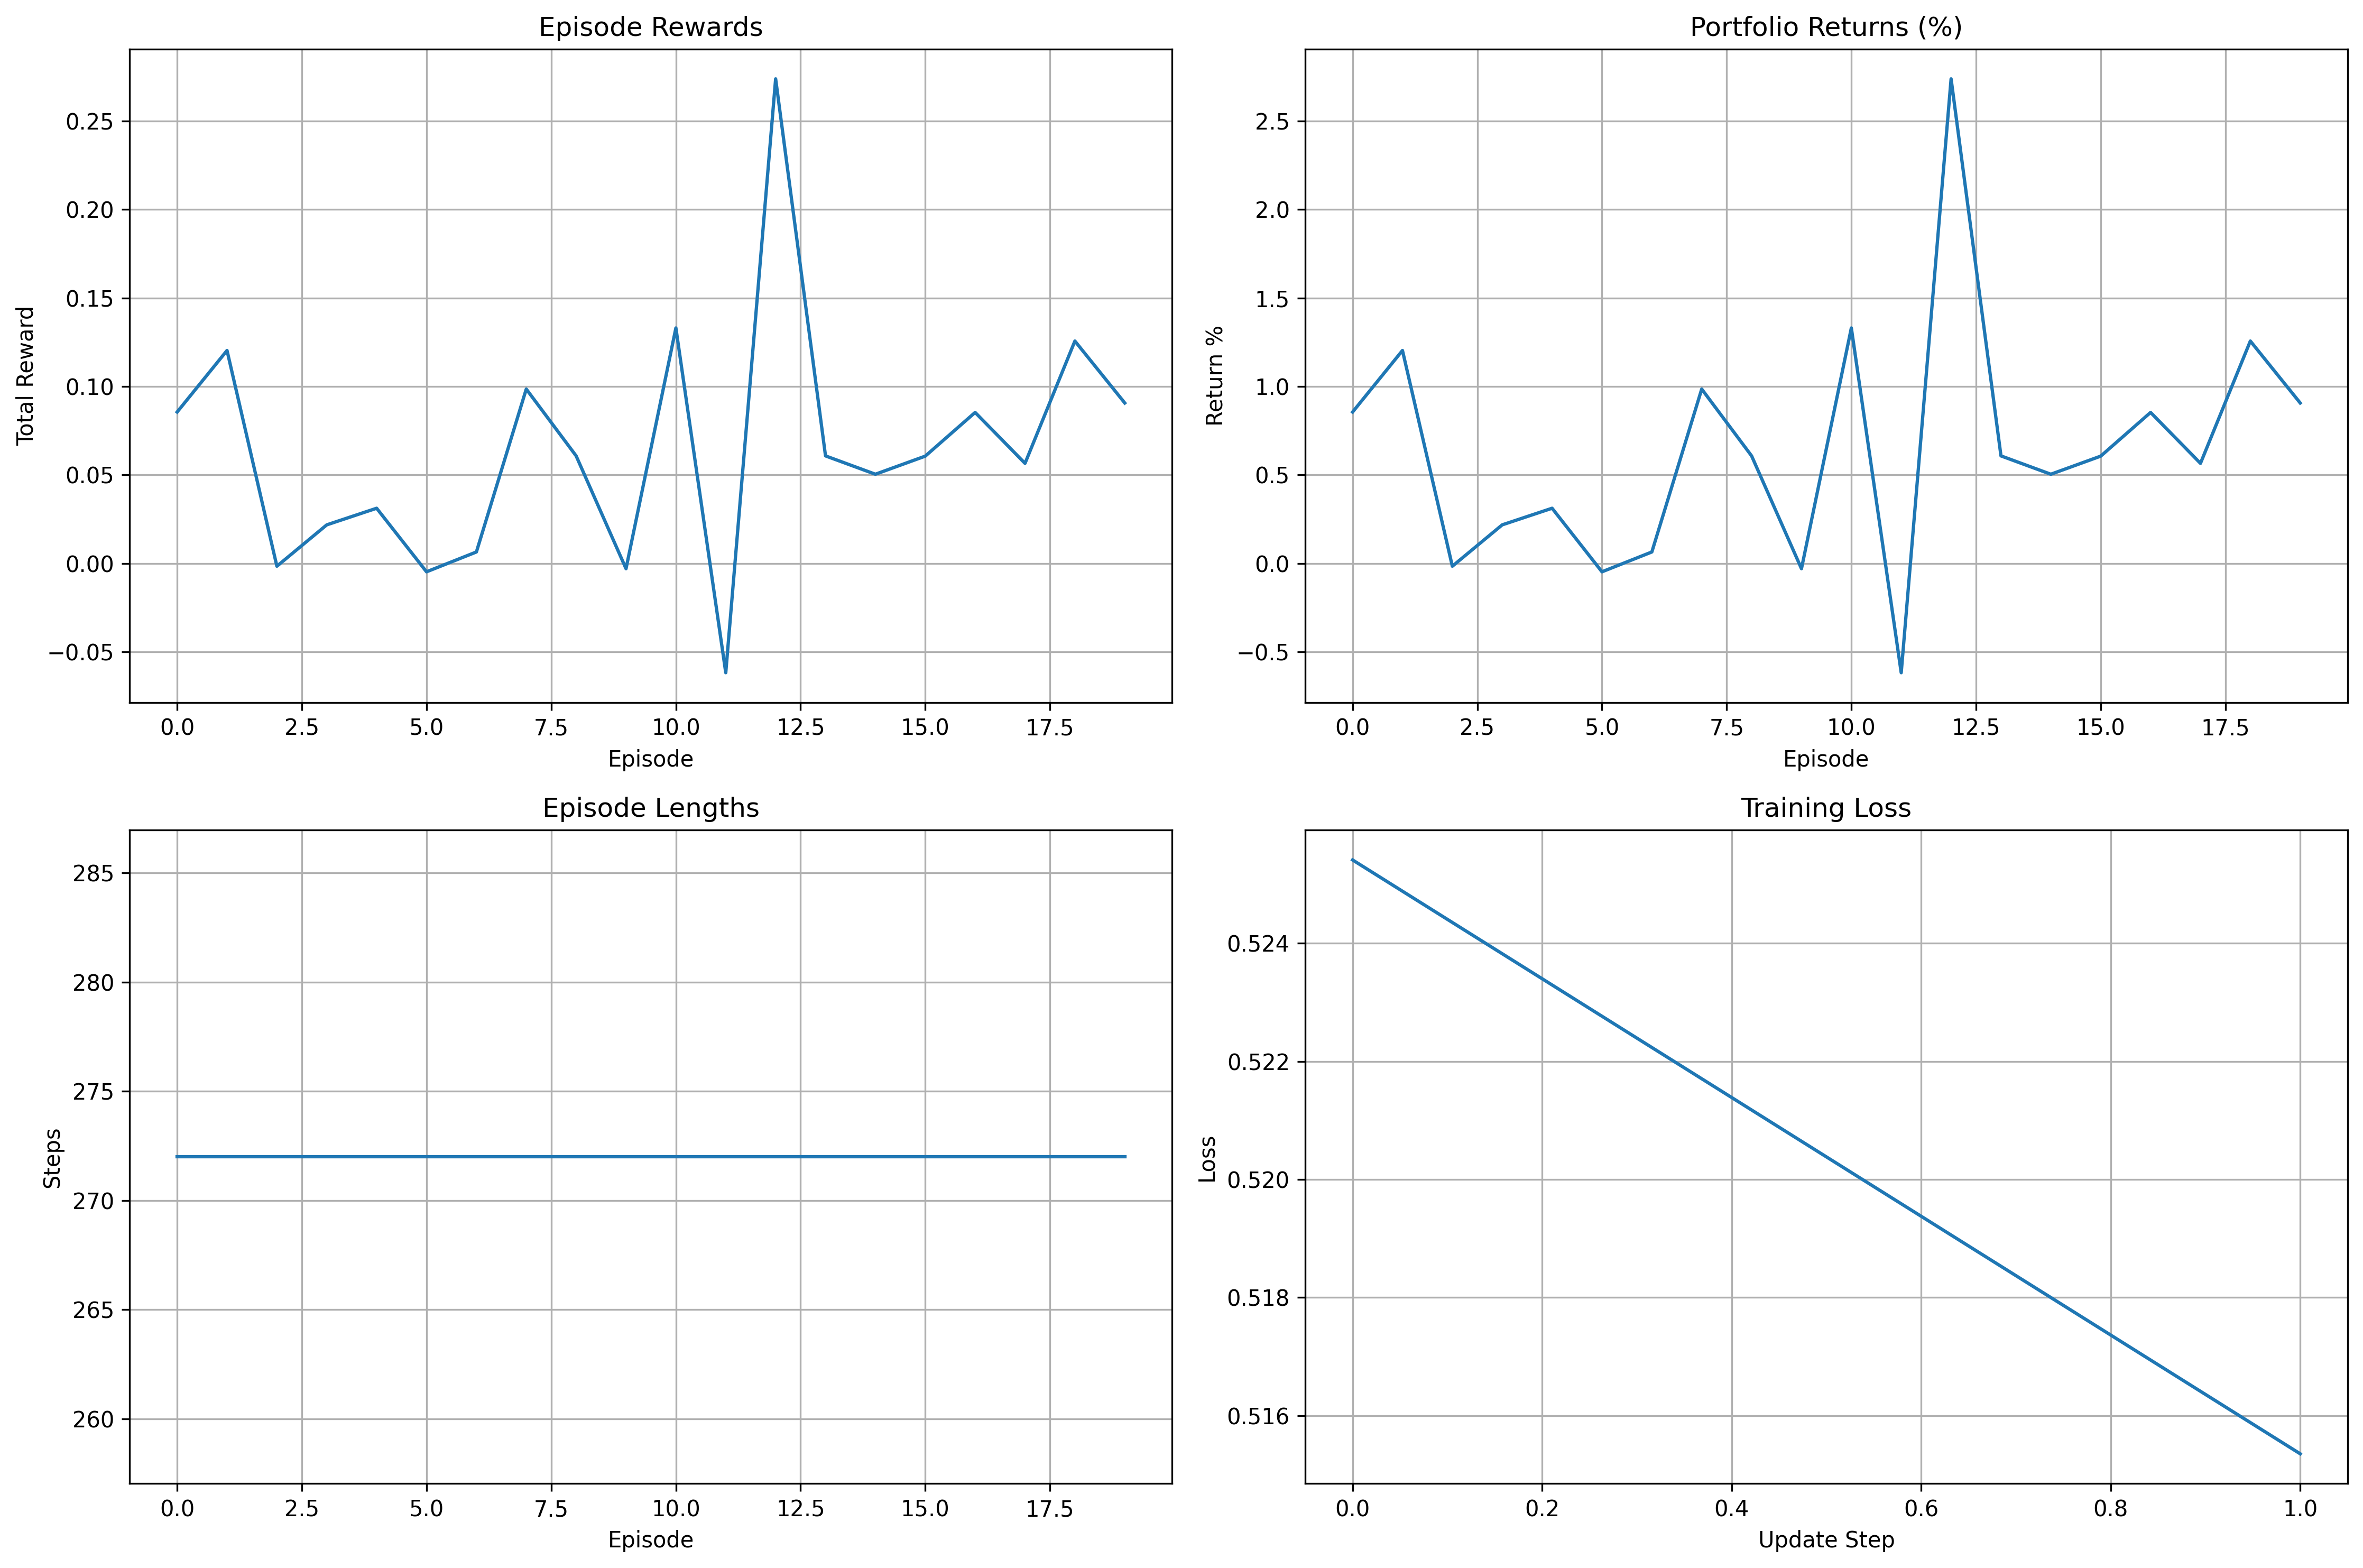 Episode Rewards
Total Reward
0.25
0.20
0.15
0.10
0.05
0.00
−0.05
0.0 2.5 5.0 7.5 10.0 12.5 15.0 17.5
Episode
Portfolio Returns (%)
Return %
2.5
2.0
1.5
1.0
0.5
0.0
−0.5
0.0 2.5 5.0 7.5 10.0 12.5 15.0 17.5
Episode
Episode Lengths
Steps
285
280
275
270
265
260
0.0 2.5 5.0 7.5 10.0 12.5 15.0 17.5
Episode
Training Loss
Loss
0.524
0.522
0.520
0.518
0.516
0.0 0.2 0.4 0.6 0.8 1.0
Update Step